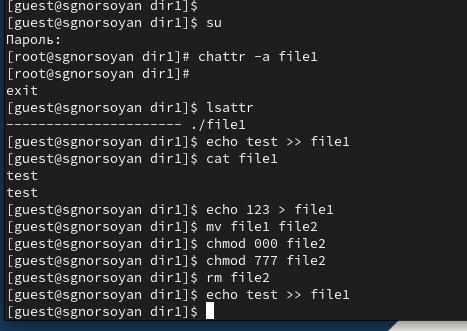 [guest@sgnorsoyan dir1]$
[guest@sgnorsoyan dir1]$ su
Пароль:
[root@sgnorsoyan dir1]# chattr -a file1
[root@sgnorsoyan dir1]#
exit
[guest@sgnorsoyan dir1]$ lsattr
---------------------- ./file1
[guest@sgnorsoyan dir1]$ echo test >> file1
[guest@sgnorsoyan dir1]$ cat file1
test
test
[guest@sgnorsoyan dir1]$ echo 123 > file1
[guest@sgnorsoyan dir1]$ mv file1 file2
[guest@sgnorsoyan dir1]$ chmod 000 file2
[guest@sgnorsoyan dir1]$ chmod 777 file2
[guest@sgnorsoyan dir1]$ rm file2
[guest@sgnorsoyan dir1]$ echo test >> file1
[guest@sgnorsoyan dir1]$